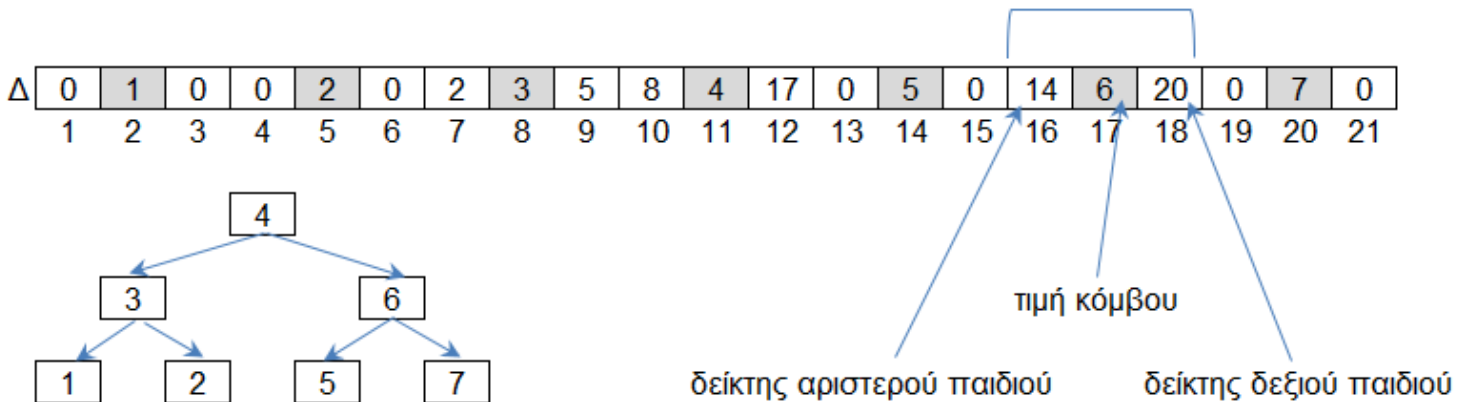 Δ 0 1 0 0 2 0 2 3 5 8 4 17 0 5 0 14 6 20 0 7 0
1 2 3 4 5 6 7 8 9 10 11 12 13 14 15 16 17 18 19 20 21
4
3 6
τιμή κόμβου
1 2 5 7
δείκτης αριστερού παιδιού δείκτης δεξιού παιδιού